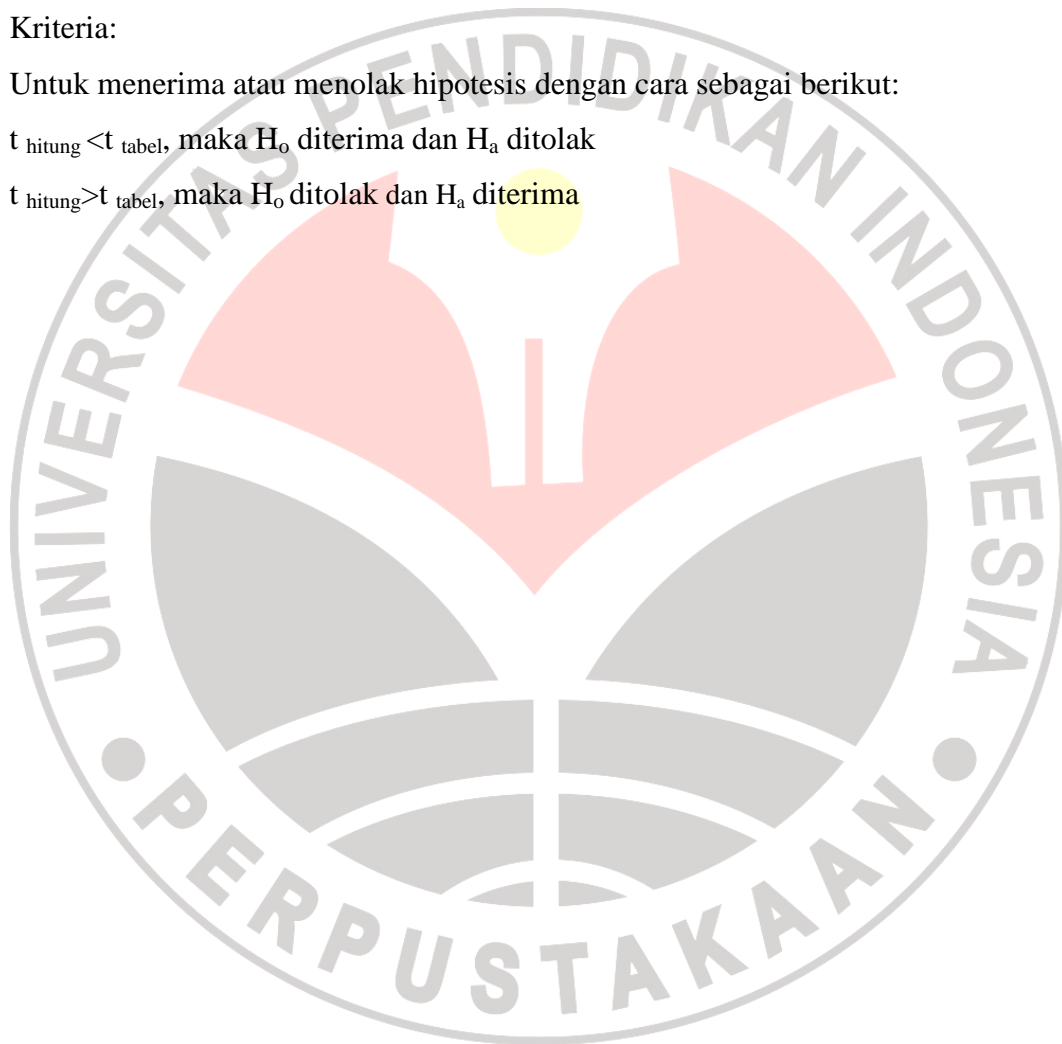 Kriteria:
Untuk menerima atau menolak hipotesis dengan cara sebagai berikut:
t hitung <t tabel, maka Ho diterima dan Ha ditolak
t hitung>t tabel, maka Ho ditolak dan Ha diterima
UNIVERSITAS PENDIDIKAN INDONESIA
PERPUSTAKAAN